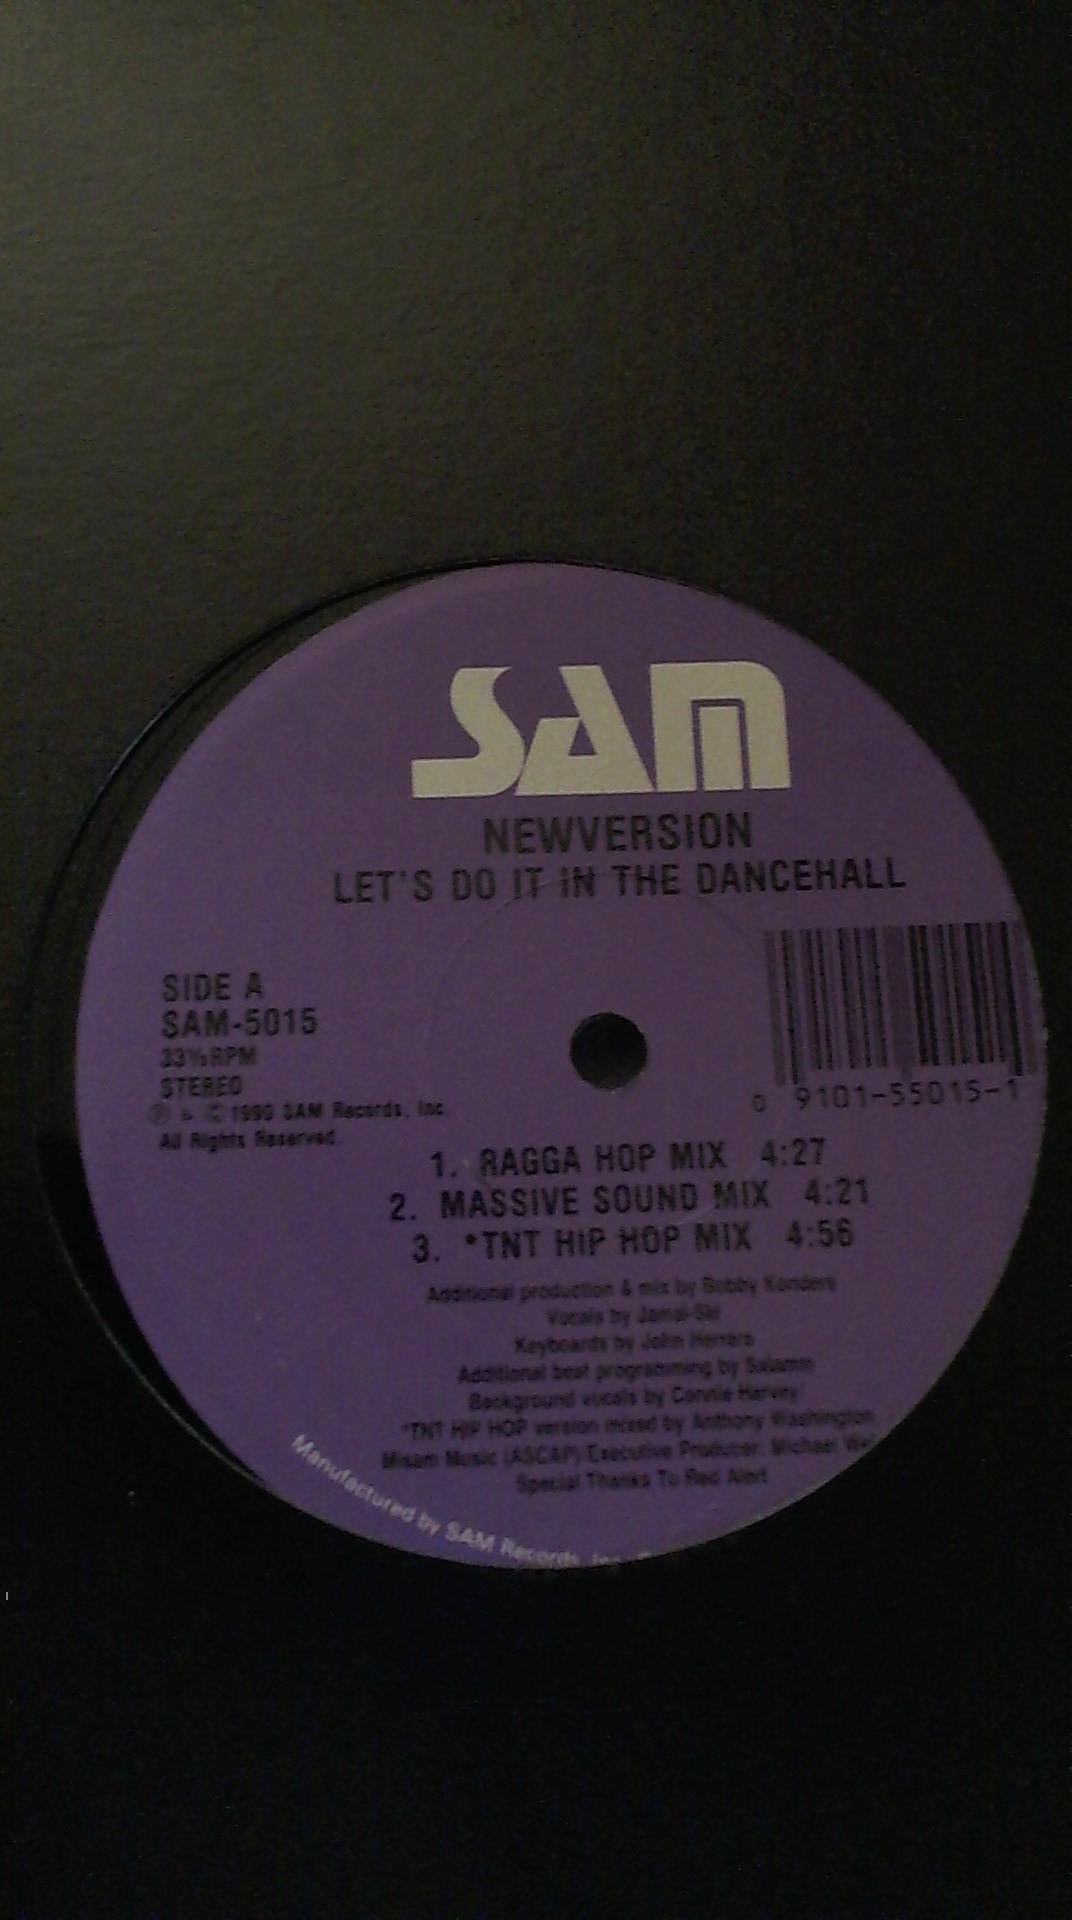 SAM
NEWVERSION
LET'S DO IT IN THE DANCEHALL
SIDE A
SAM-5015
33⅓ RPM
STEREO
Ⓟ & © 1990 SAM Records, Inc.
All Rights Reserved.
0 9101-55015-1
1. RAGGA HOP MIX 4:27
2. MASSIVE SOUND MIX 4:21
3. *TNT HIP HOP MIX 4:56
Additional production & mix by Bobby Konders
Vocals by Jamal-Ski
Keyboards by John Herrera
Additional beat programming by
Background vocals by Connie Harvey
*TNT HIP HOP version mixed by Anthony Washington
Misam Music (ASCAP)/Executive Producer: Michael
Special Thanks To Red Alert
Manufactured by SAM Records, Inc.